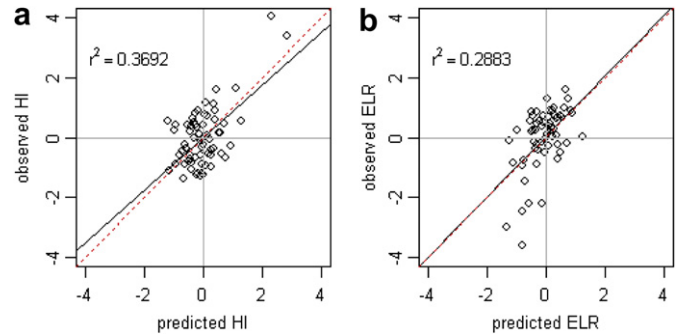 a
4
2
0
-2
-4
observed HI
r² = 0.3692
-4 -2 0 2 4
predicted HI
b
4
2
0
-2
-4
observed ELR
r² = 0.2883
-4 -2 0 2 4
predicted ELR